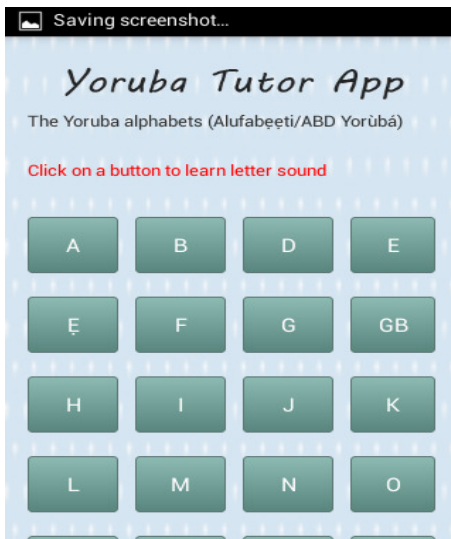 Saving screenshot...
Yoruba Tutor App
The Yoruba alphabets (Alufabẹẹti/ABD Yorùbá)
Click on a button to learn letter sound
A B D E
Ẹ F G GB
H I J K
L M N O